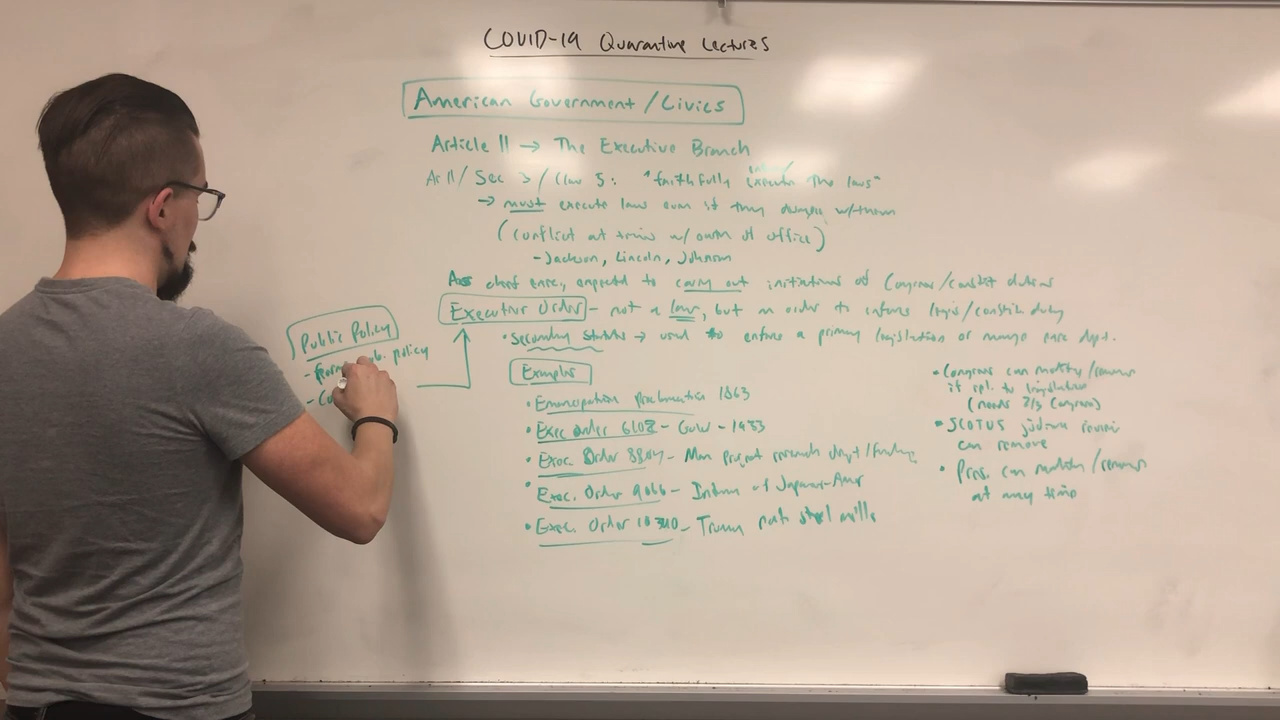 COVID-19 Quarantine Lectures
American Government/Civics
Article II → The Executive Branch
Art II/ Sec 3/ Claus 5: "faithfully execute the laws"
→ must execute laws even if they disagree w/them
(conflict at times w/ oath of office)
- Jackson, Lincoln, Johnson
As chief exec, expected to carry out initiatives of Congress/constit duties
Executive Order - not a law, but an order to enforce legis/constit duty
• Secondary statute → used to enforce a primary legislation or manage exec dept.
Public Policy
- policy
- Co
Examples
• Emancipation Proclamation 1863
• Exec Order 6102 - Gold - 1933
• Exec. Order 8807 - Man project research dept/funding
• Exec. Order 9066 - Intern of Japanese-Amer
• Exec. Order 10340 - Truman steel mills
• Congress can modify/remove
if to legislation
(needs 2/3 Congress)
• SCOTUS judicial review
can remove
• Pres. can modify/remove
at any time